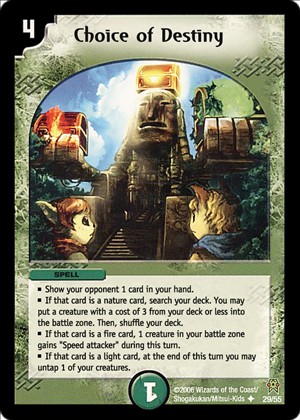 4
Choice of Destiny
SPELL
▪ Show your opponent 1 card in your hand.
▪ If that card is a nature card, search your deck. You may
put a creature with a cost of 3 from your deck or less into
the battle zone. Then, shuffle your deck.
▪ If that card is a fire card, 1 creature in your battle zone
gains "Speed attacker" during this turn.
▪ If that card is a light card, at the end of this turn you may
untap 1 of your creatures.
1
©2006 Wizards of the Coast/
Shogakukan/Mitsui-Kids ✦ 29/55